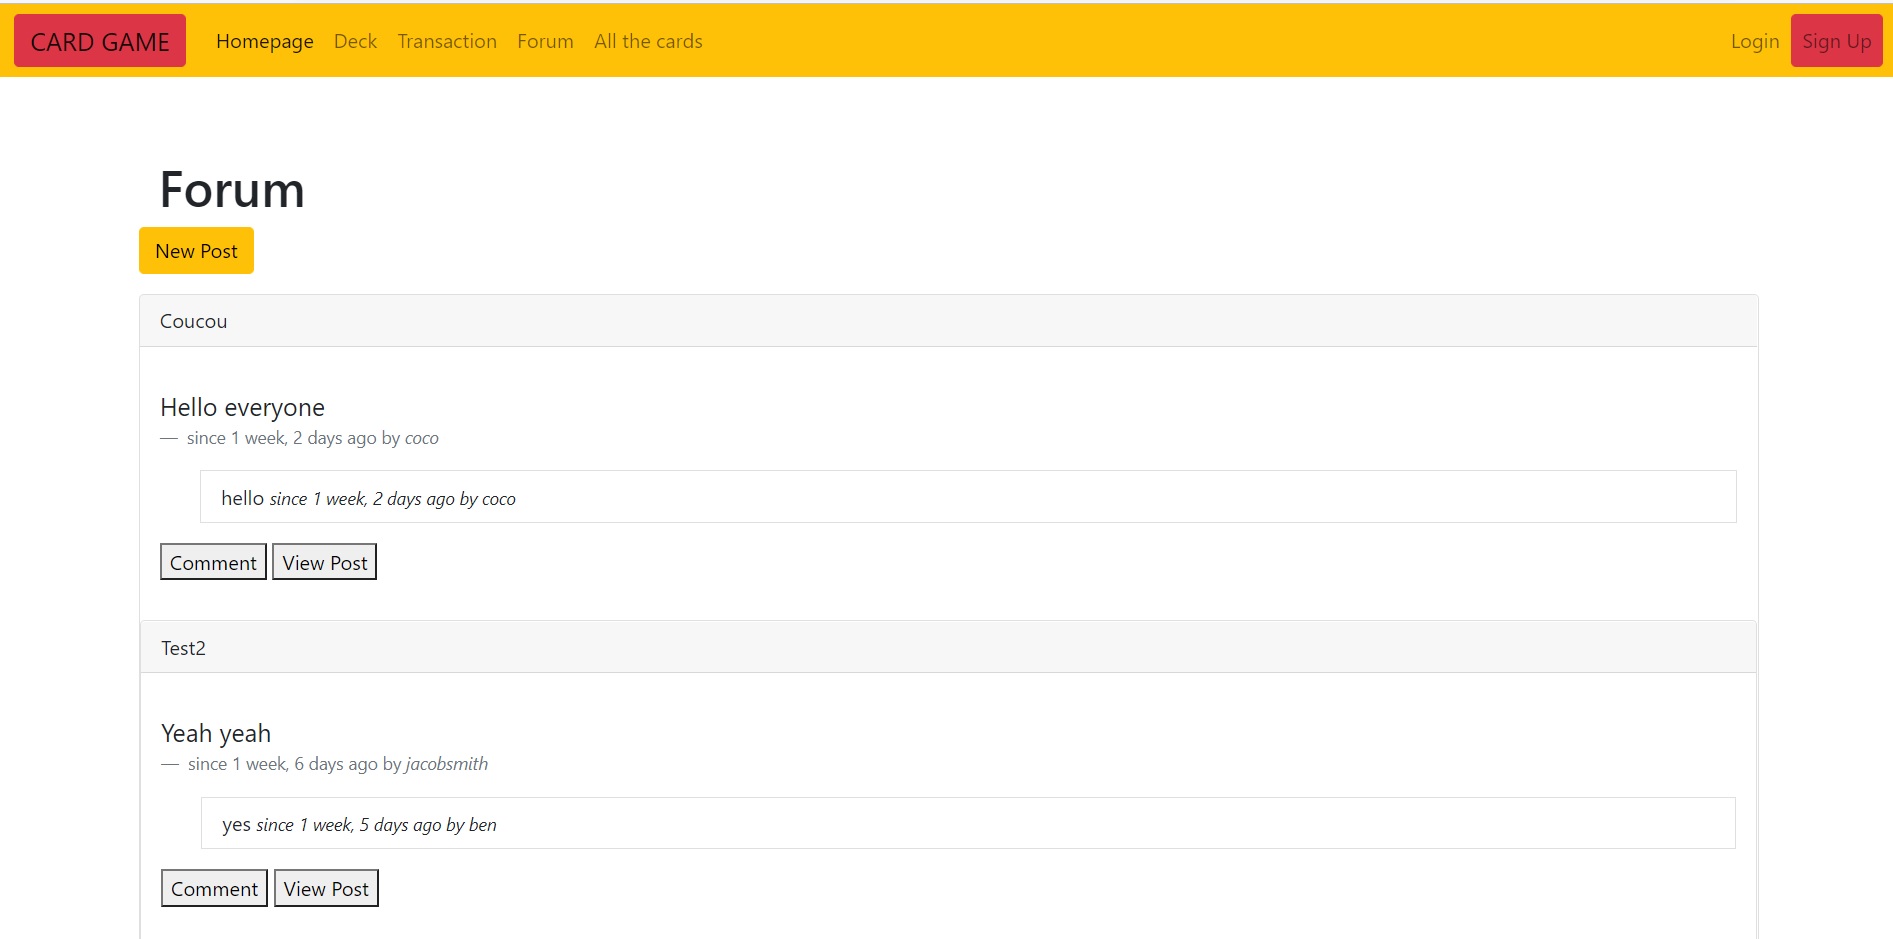 CARD GAME Homepage Deck Transaction Forum All the cards Login Sign Up
Forum
New Post
Coucou
Hello everyone
— since 1 week, 2 days ago by coco
hello since 1 week, 2 days ago by coco
Comment View Post
Test2
Yeah yeah
— since 1 week, 6 days ago by jacobsmith
yes since 1 week, 5 days ago by ben
Comment View Post